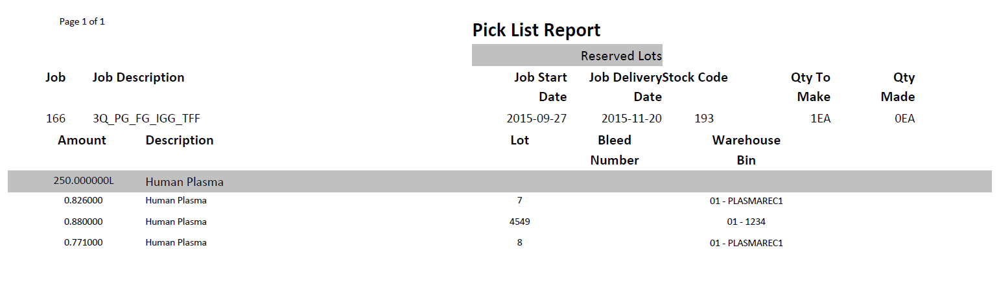 Page 1 of 1
Pick List Report
Reserved Lots
Job Job Description Job Start Job Delivery Stock Code Qty To Qty
Date Date Make Made
166 3Q_PG_FG_IGG_TFF 2015-09-27 2015-11-20 193 1EA 0EA
Amount Description Lot Bleed Warehouse
Number Bin
250.000000L Human Plasma
0.826000 Human Plasma 7 01 - PLASMAREC1
0.880000 Human Plasma 4549 01 - 1234
0.771000 Human Plasma 8 01 - PLASMAREC1